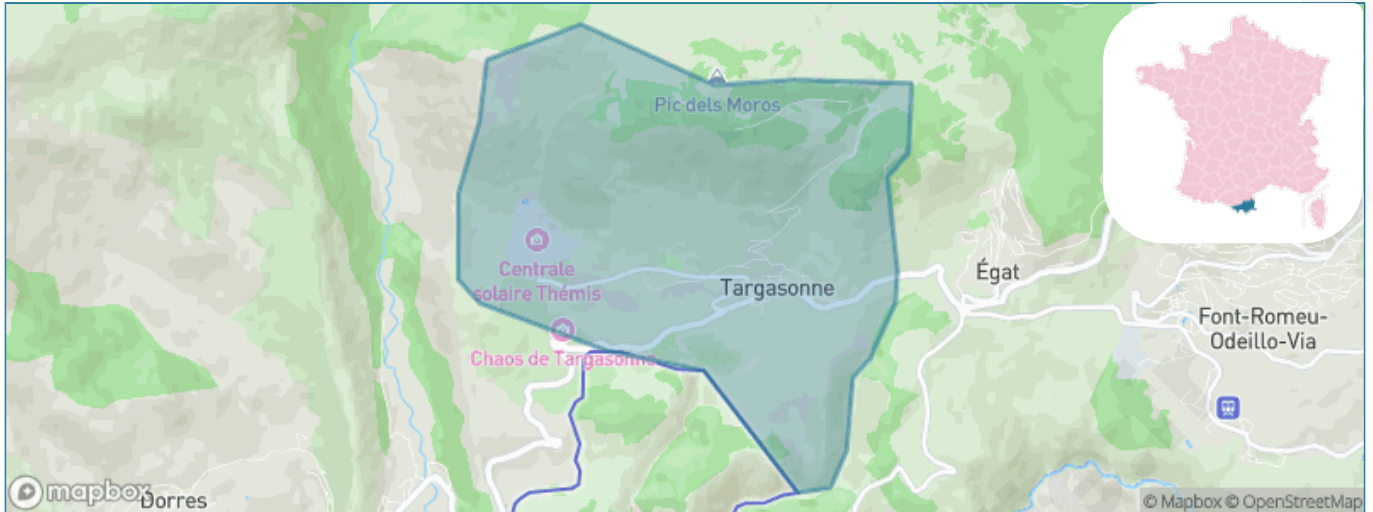 Pic dels Moros
Centrale
solaire Thémis
Targasonne
Égat
Font-Romeu-
Odeillo-Via
Chaos de Targasonne
mapbox
Dorres
© Mapbox © OpenStreetMap